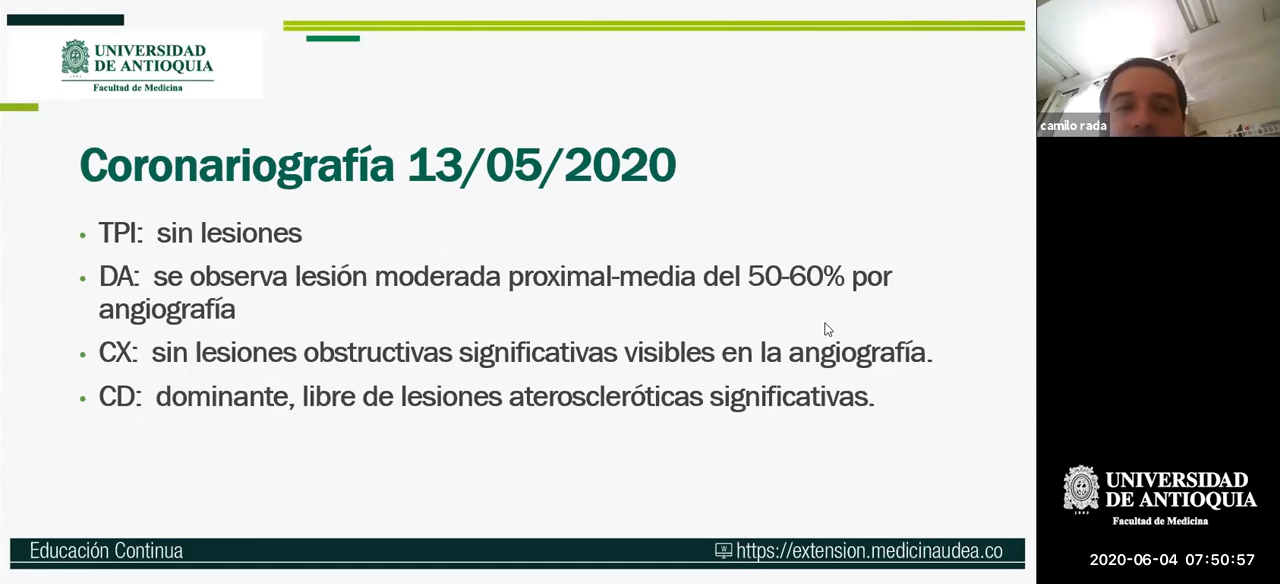 UNIVERSIDAD
DE ANTIOQUIA
Facultad de Medicina
Coronariografía 13/05/2020
• TPI: sin lesiones
• DA: se observa lesión moderada proximal-media del 50-60% por
angiografía
• CX: sin lesiones obstructivas significativas visibles en la angiografía.
• CD: dominante, libre de lesiones ateroscleróticas significativas.
Educación Continua
https://extension.medicinaudea.co
camilo rada
UNIVERSIDAD
DE ANTIOQUIA
Facultad de Medicina
2020-06-04 07:50:57